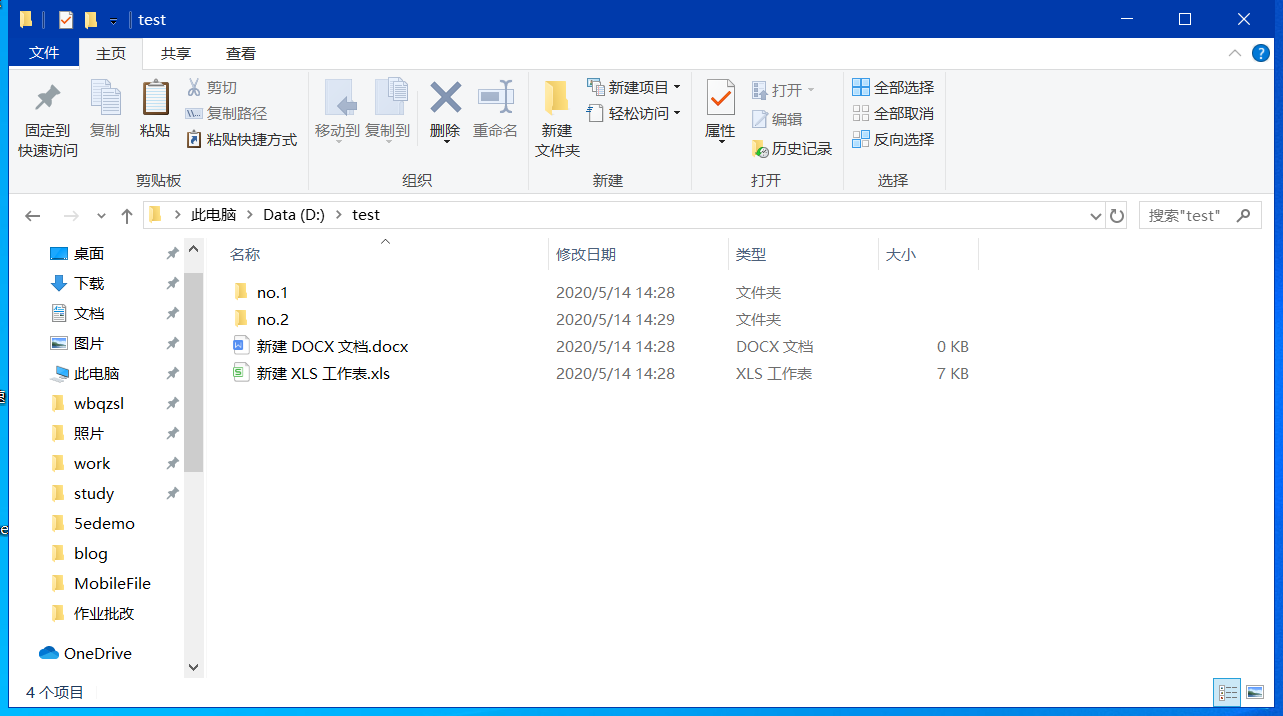 test
文件 主页 共享 查看
固定到快速访问
复制
粘贴
剪切
复制路径
粘贴快捷方式
剪贴板
移动到
复制到
删除
重命名
组织
新建文件夹
新建项目
轻松访问
新建
属性
打开
编辑
历史记录
打开
全部选择
全部取消
反向选择
选择
此电脑 Data (D:) test
搜索"test"
桌面
下载
文档
图片
此电脑
wbqzsl
照片
work
study
5edemo
blog
MobileFile
作业批改
OneDrive
名称 修改日期 类型 大小
no.1 2020/5/14 14:28 文件夹
no.2 2020/5/14 14:29 文件夹
新建 DOCX 文档.docx 2020/5/14 14:28 DOCX 文档 0 KB
新建 XLS 工作表.xls 2020/5/14 14:28 XLS 工作表 7 KB
4 个项目